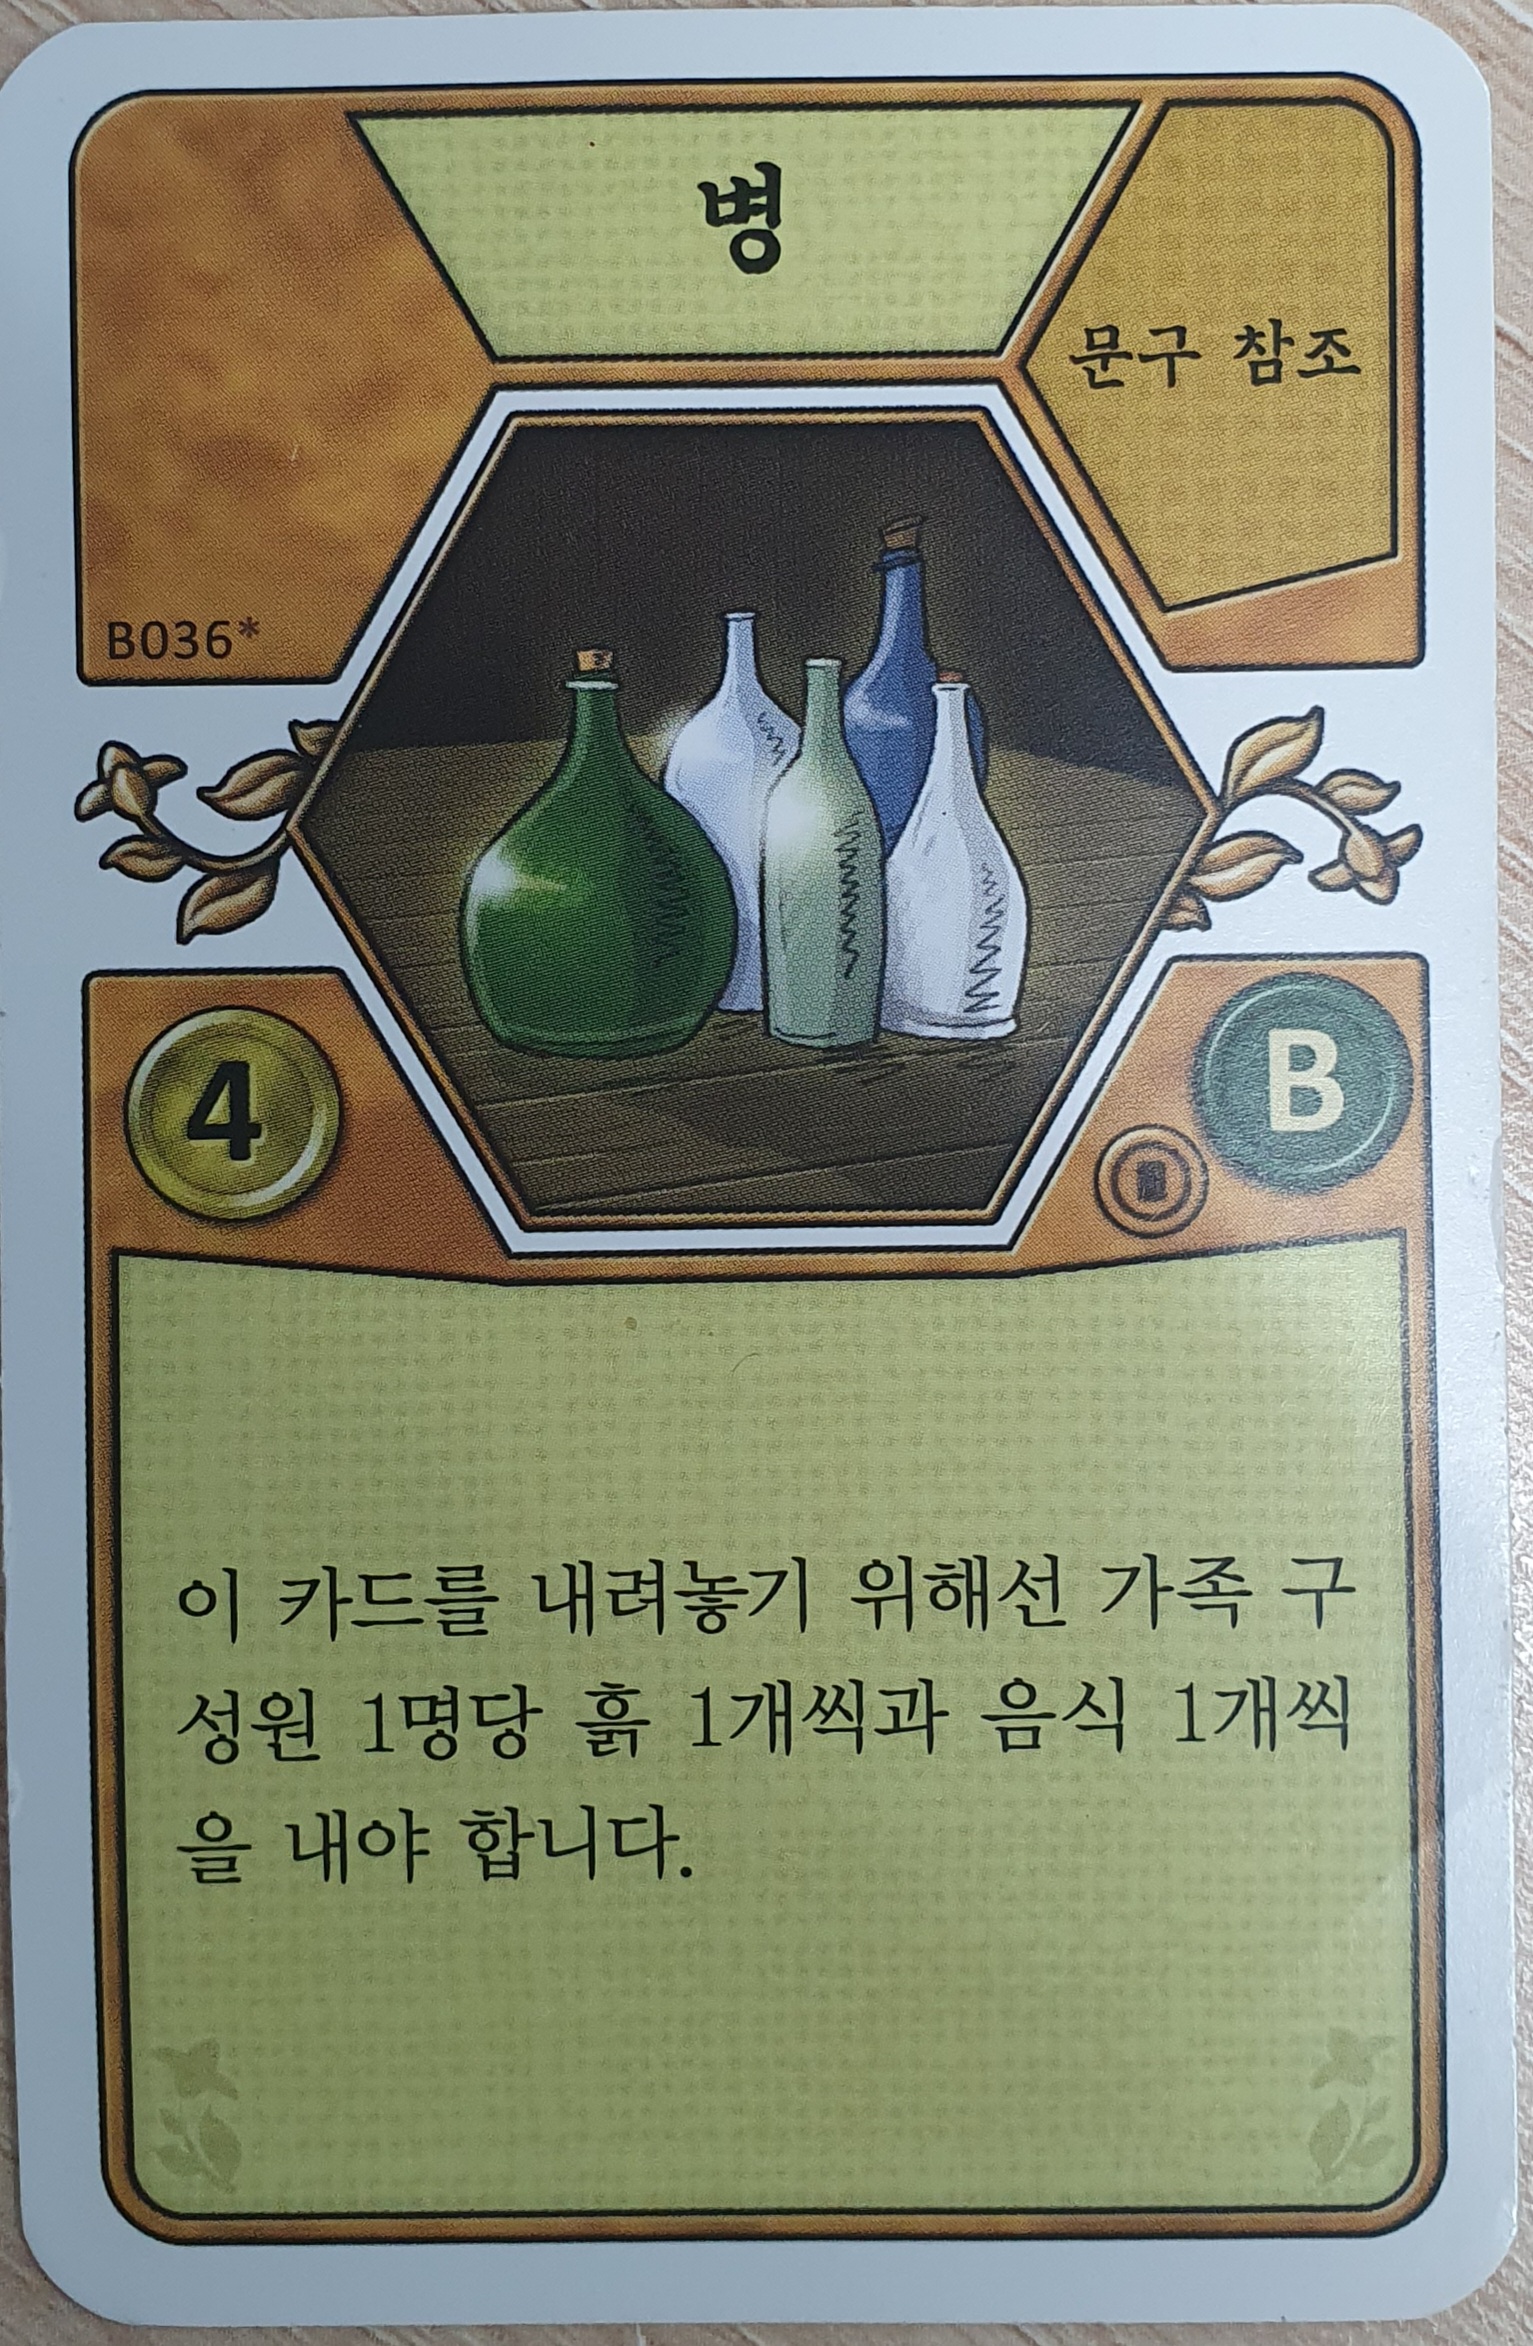 병
문구 참조
B036*
4
B
이 카드를 내려놓기 위해선 가족 구
성원 1명당 흙 1개씩과 음식 1개씩
을 내야 합니다.